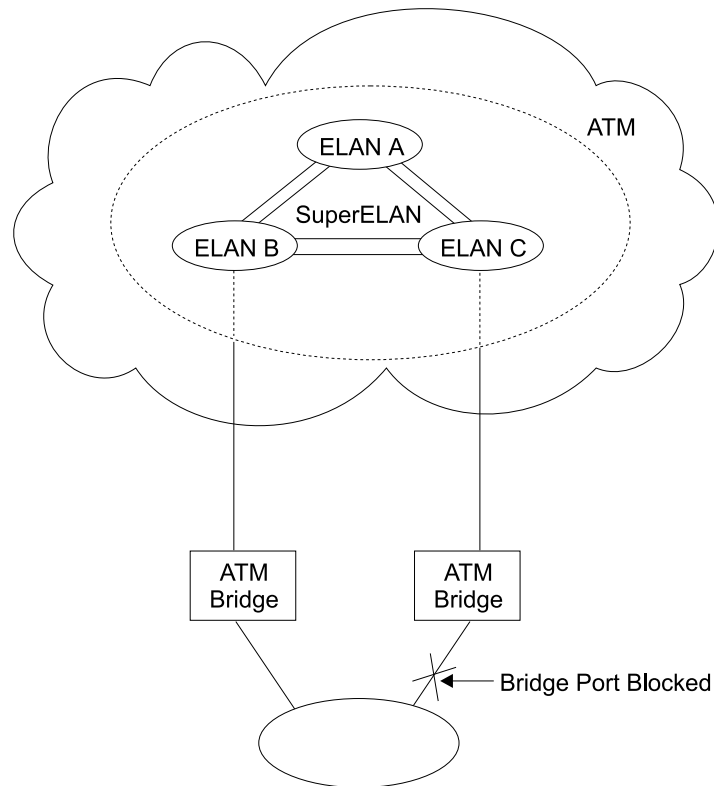 ELAN A
ATM
SuperELAN
ELAN B
ELAN C
ATM
Bridge
ATM
Bridge
Bridge Port Blocked